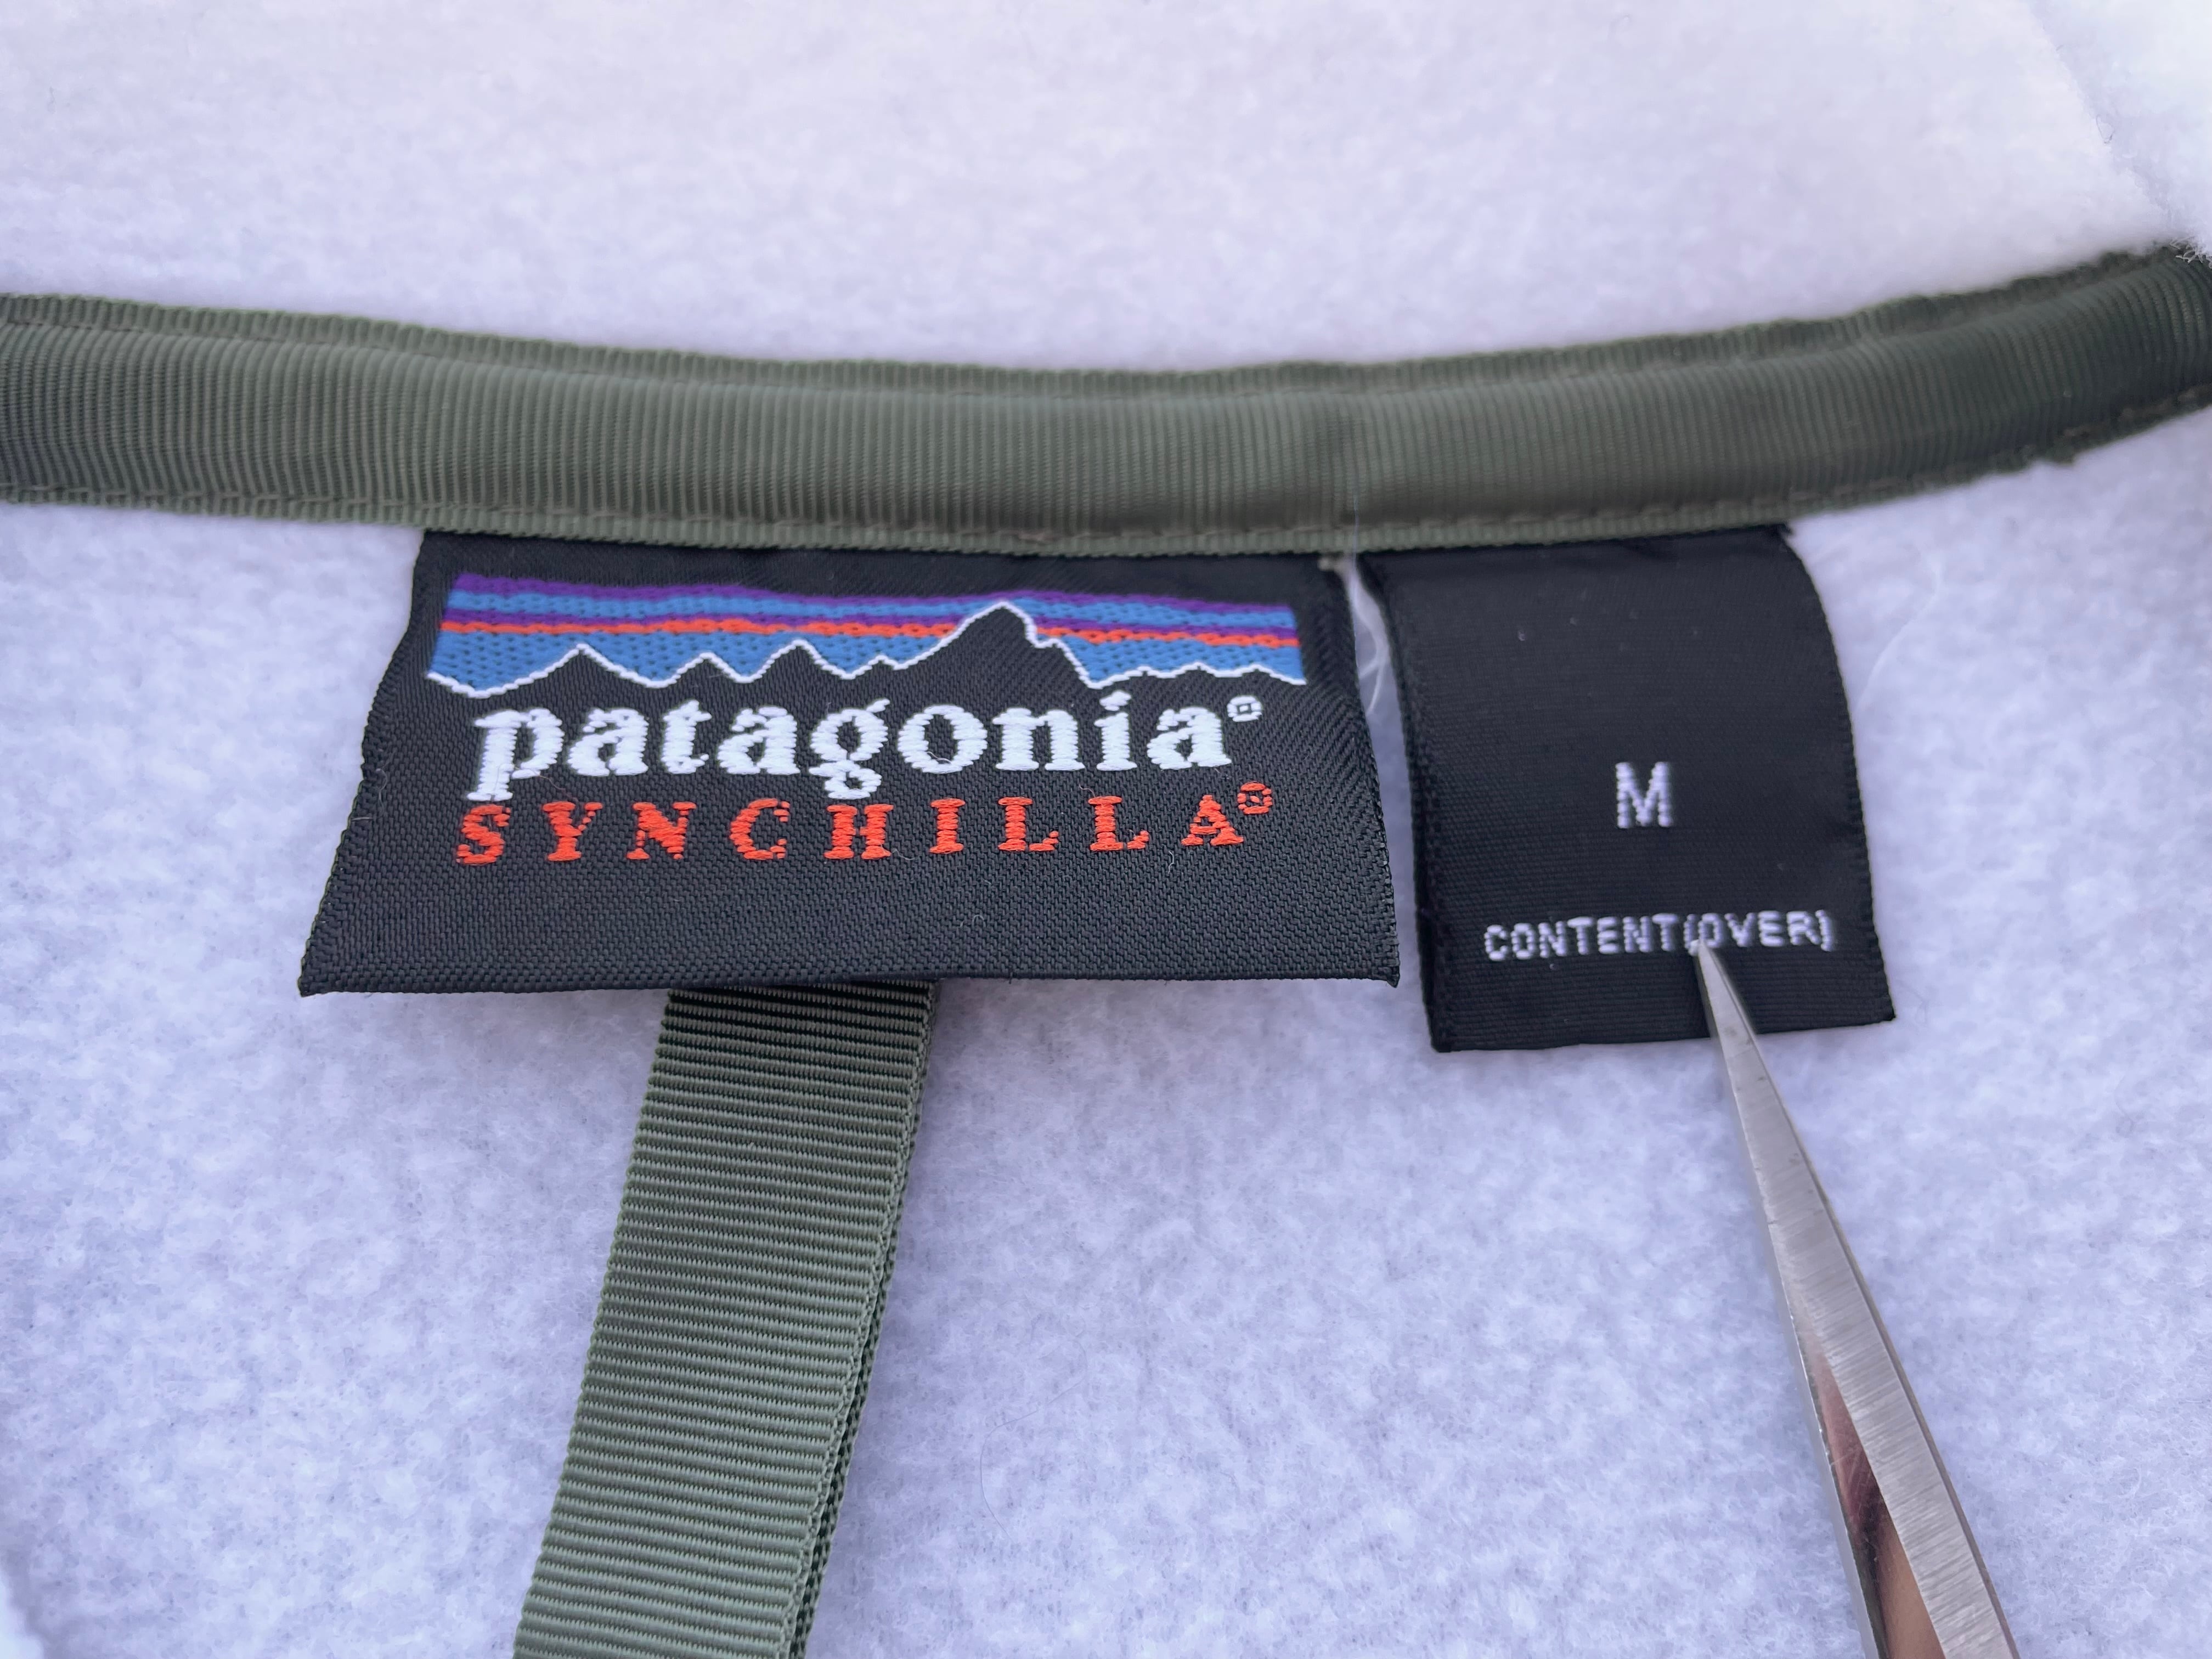 patagonia®
SYNCHILLA®
M
CONTENT(OVER)